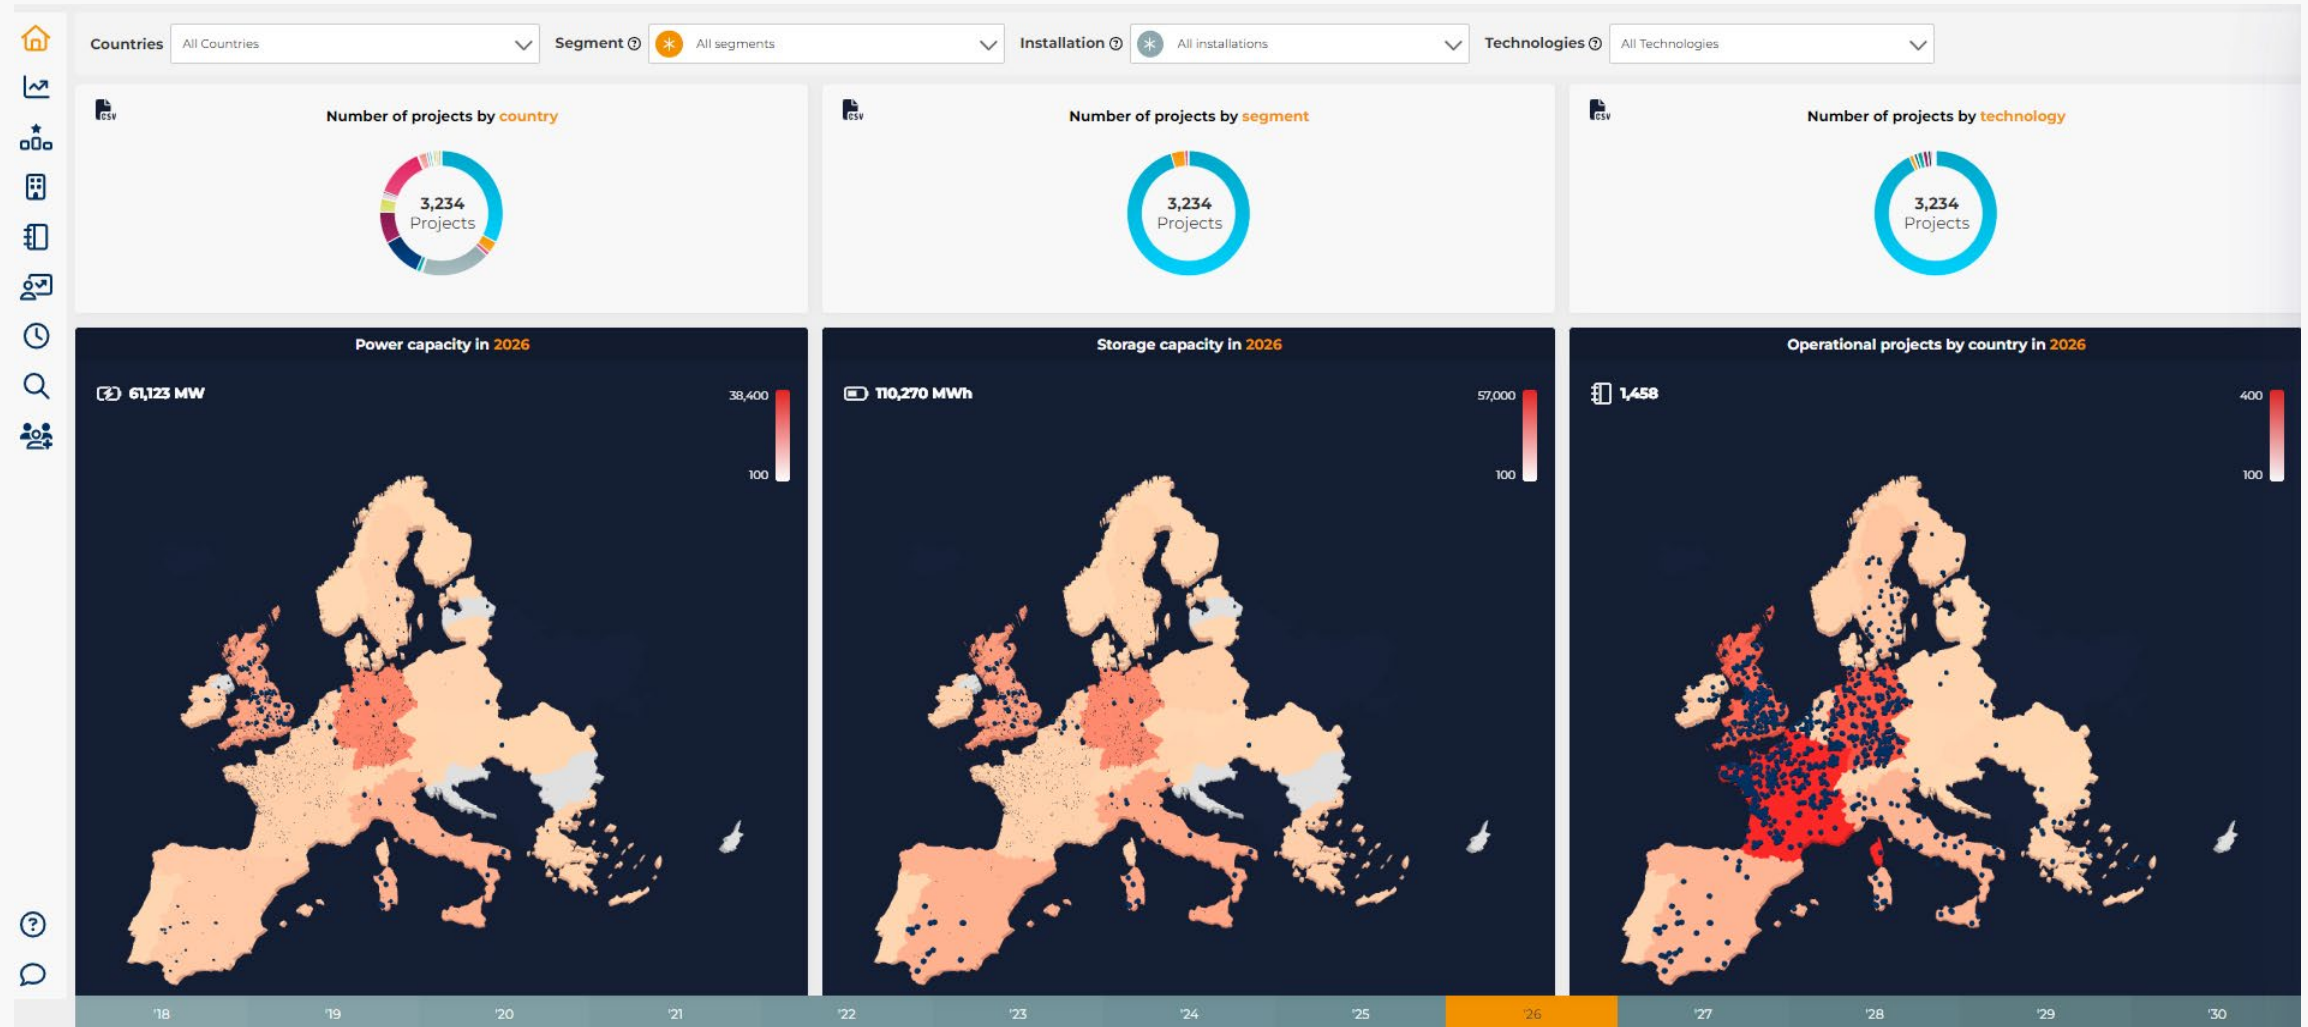 Countries All Countries Segment All segments Installation All installations Technologies All Technologies
CSV
Number of projects by country
3,234
Projects
CSV
Number of projects by segment
3,234
Projects
CSV
Number of projects by technology
3,234
Projects
Power capacity in 2026
61,123 MW
38,400
100
Storage capacity in 2026
110,270 MWh
57,000
100
Operational projects by country in 2026
1,458
400
100
'18 '19 '20 '21 '22 '23 '24 '25 '26 '27 '28 '29 '30